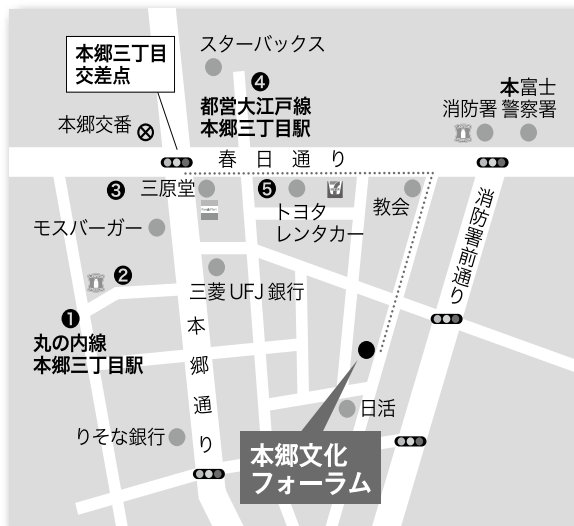 スターバックス
本郷三丁目
交差点
❹
都営大江戸線
本郷三丁目駅
本富士
消防署 警察署
本郷交番
春日通り
❸
三原堂
❺
トヨタ
レンタカー
教会
消防署前通り
モスバーガー
❷
三菱UFJ銀行
❶
丸の内線
本郷三丁目駅
本郷通り
日活
りそな銀行
本郷文化
フォーラム